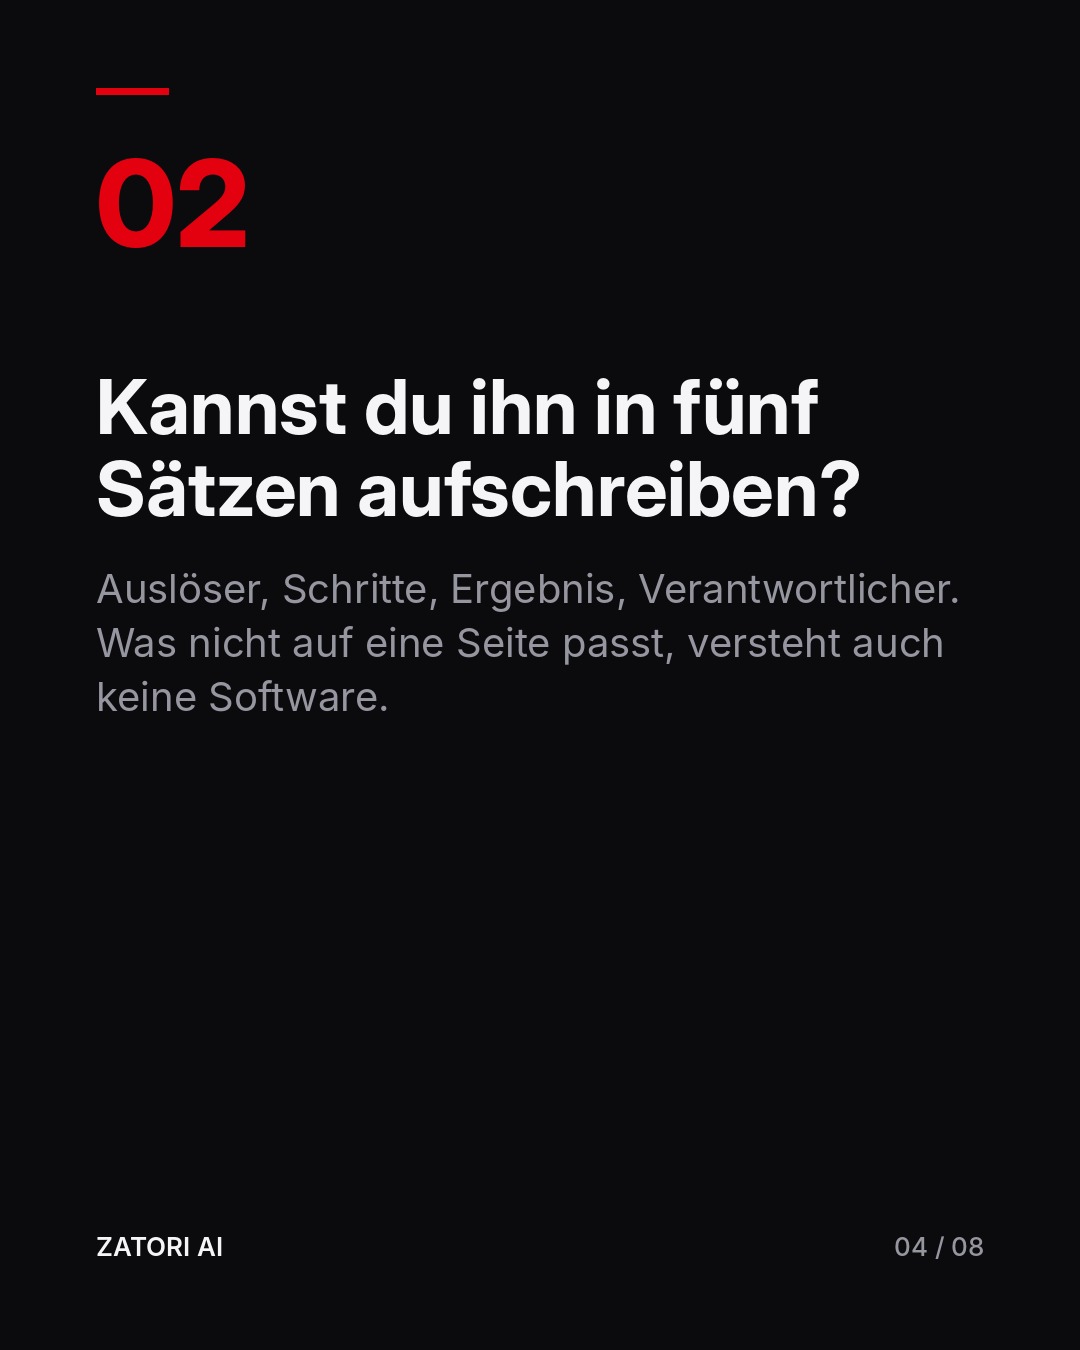 02
Kannst du ihn in fünf
Sätzen aufschreiben?
Auslöser, Schritte, Ergebnis, Verantwortlicher.
Was nicht auf eine Seite passt, versteht auch
keine Software.
ZATORI AI
04 / 08